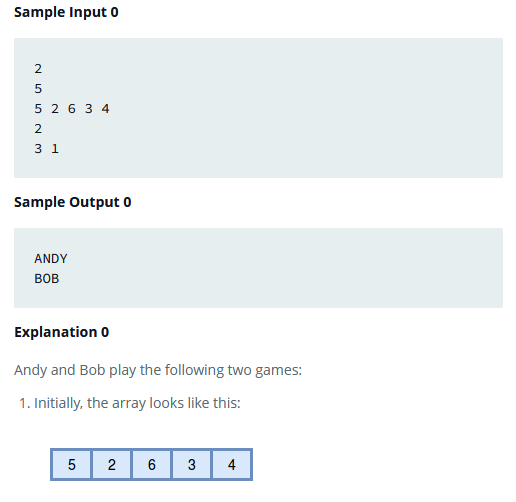 Sample Input 0
2
5
5 2 6 3 4
2
3 1
Sample Output 0
ANDY
BOB
Explanation 0
Andy and Bob play the following two games:
1. Initially, the array looks like this:
5 2 6 3 4